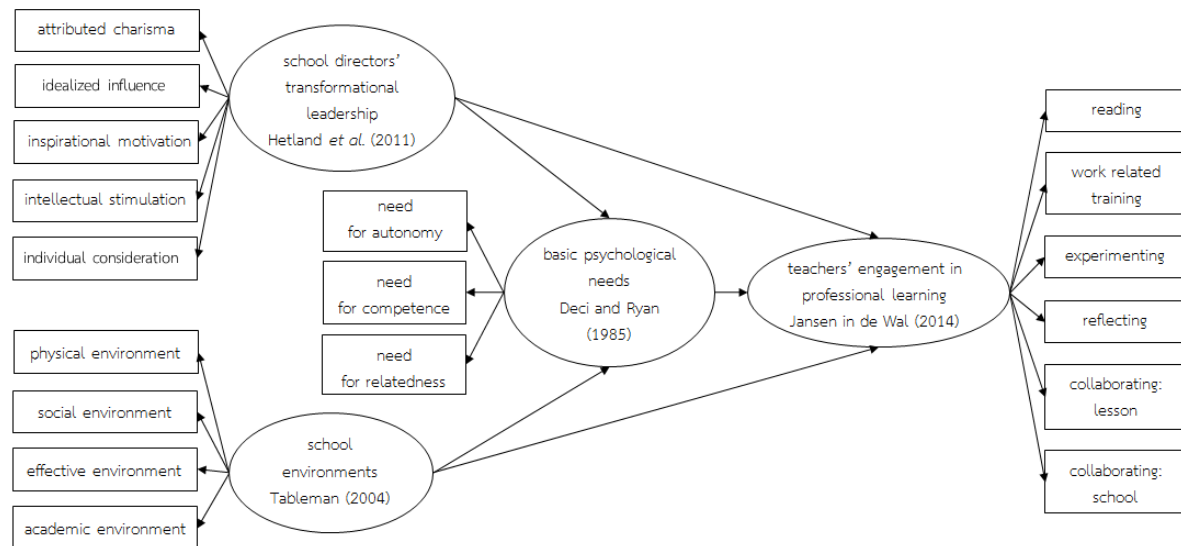 attributed charisma
idealized influence
inspirational motivation
intellectual stimulation
individual consideration
school directors'
transformational
leadership
Hetland et al. (2011)
need
for autonomy
need
for competence
need
for relatedness
basic psychological
needs
Deci and Ryan
(1985)
physical environment
social environment
effective environment
academic environment
school
environments
Tableman (2004)
teachers' engagement in
professional learning
Jansen in de Wal (2014)
reading
work related
training
experimenting
reflecting
collaborating:
lesson
collaborating:
school